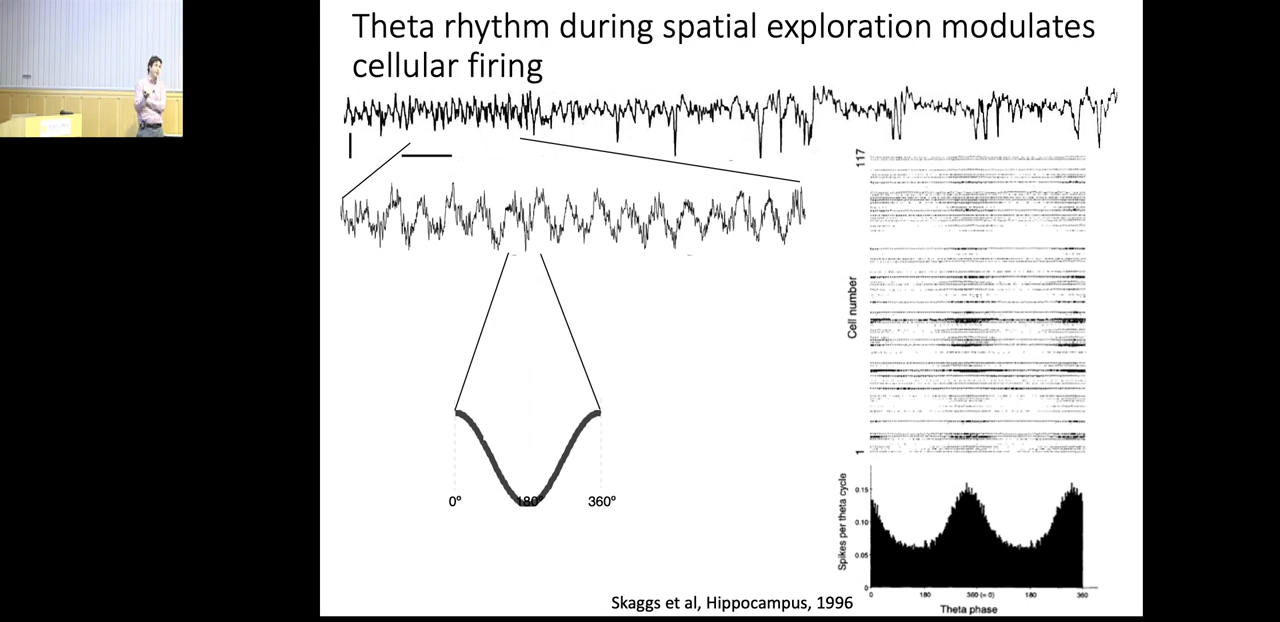 Theta rhythm during spatial exploration modulates
cellular firing
117
Cell number
1
0° 180° 360°
Spikes per theta cycle
0.15
0.10
0.05
0
0 180 360 (= 0) 180 360
Theta phase
Skaggs et al, Hippocampus, 1996